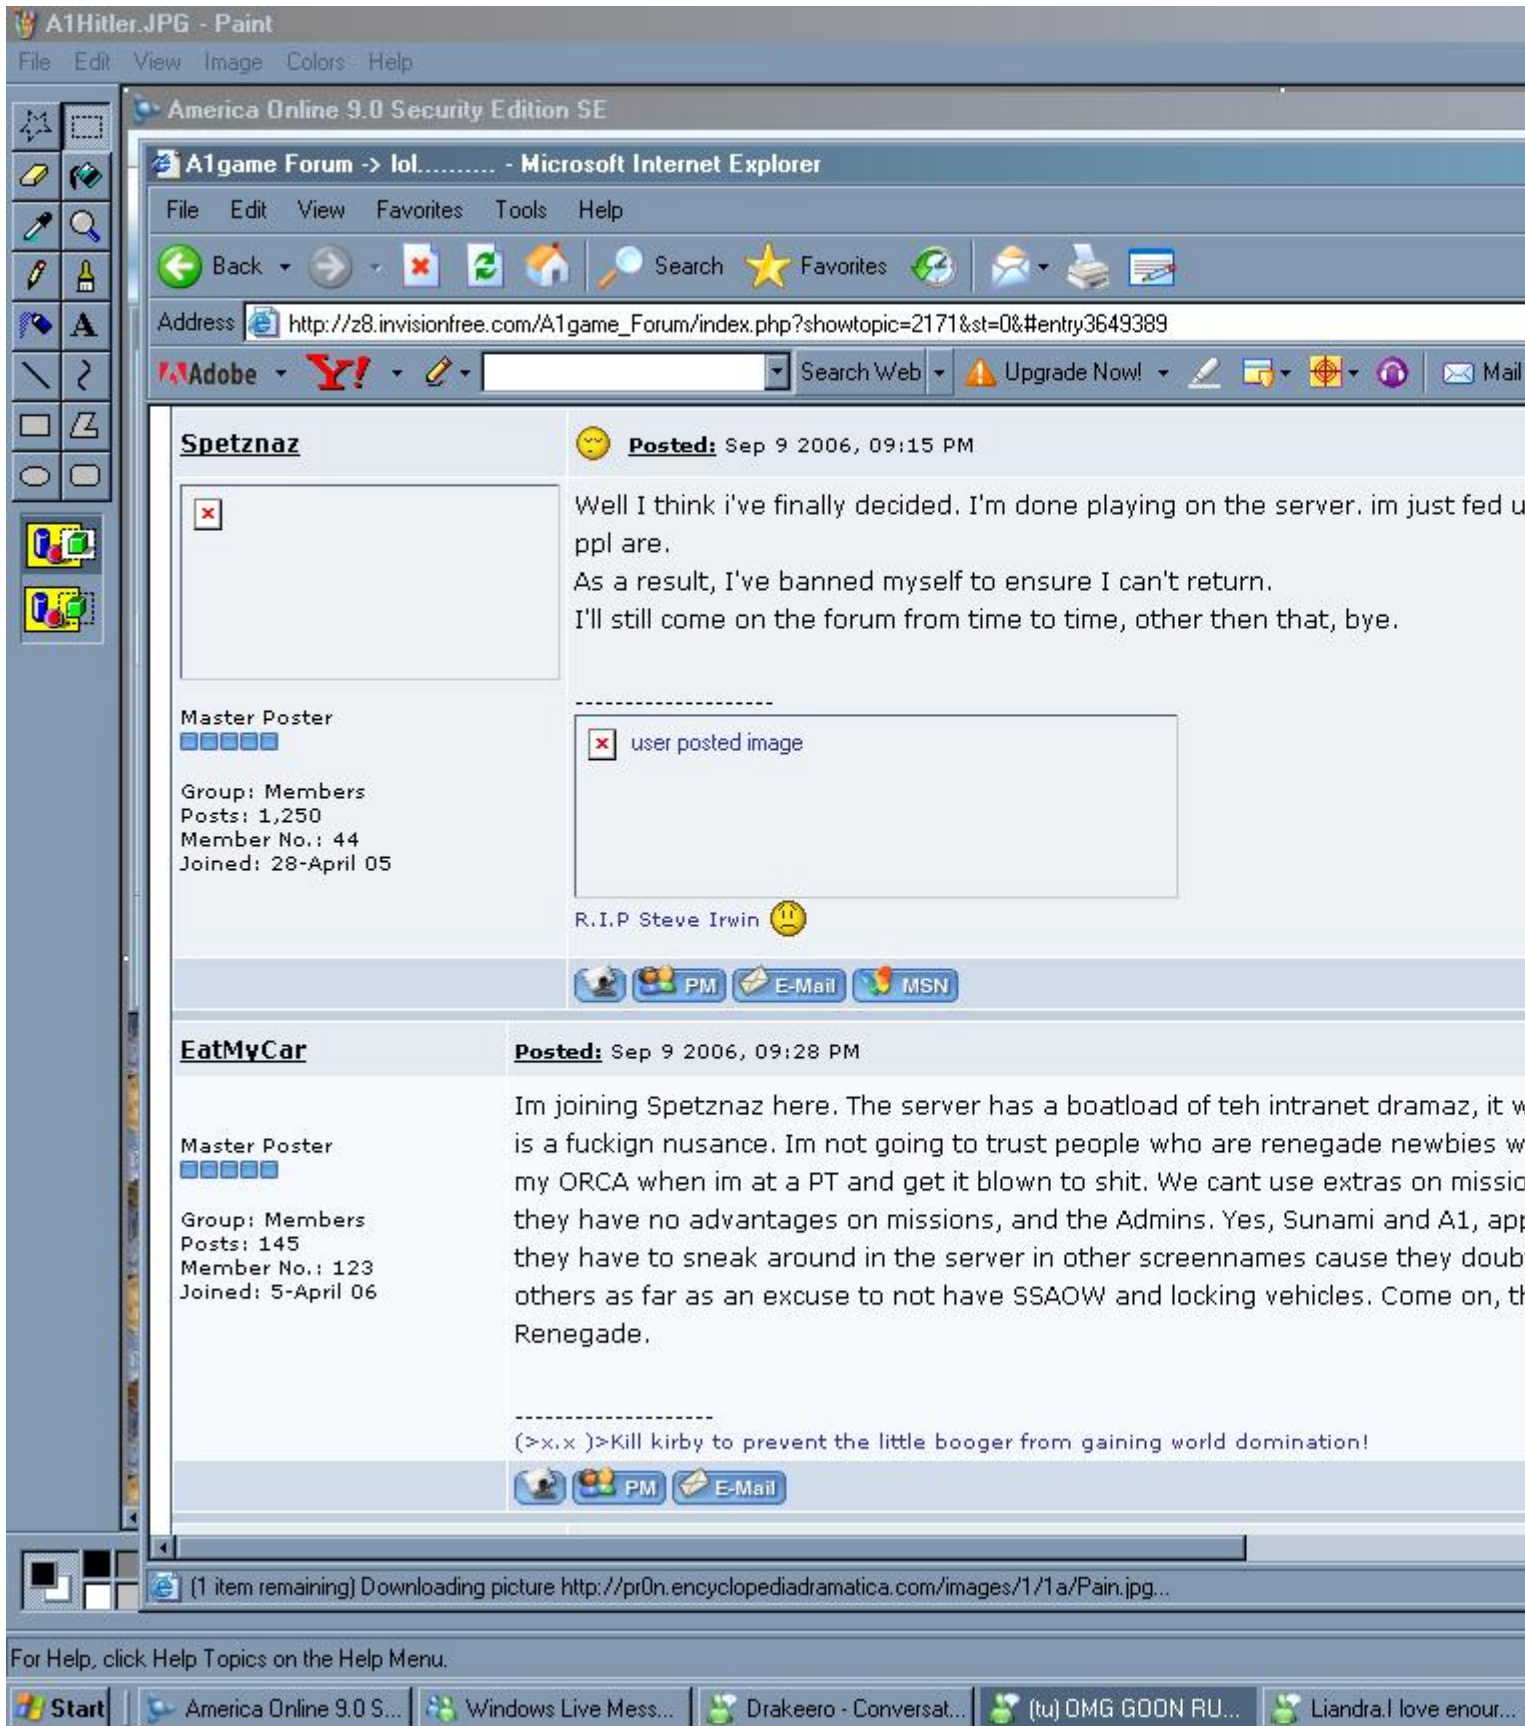 A1Hitler.JPG - Paint
File Edit View Image Colors Help
America Online 9.0 Security Edition SE
A1game Forum -> lol.......... - Microsoft Internet Explorer
File Edit View Favorites Tools Help
Back Search Favorites
Address http://z8.invisionfree.com/A1game_Forum/index.php?showtopic=2171&st=0&#entry3649389
Adobe Y! Search Web Upgrade Now! Mail
Spetznaz Posted: Sep 9 2006, 09:15 PM
Well I think i've finally decided. I'm done playing on the server. im just fed u
ppl are.
As a result, I've banned myself to ensure I can't return.
I'll still come on the forum from time to time, other then that, bye.
--------------------
user posted image
R.I.P Steve Irwin
Master Poster
Group: Members
Posts: 1,250
Member No.: 44
Joined: 28-April 05
PM E-Mail MSN
EatMyCar Posted: Sep 9 2006, 09:28 PM
Im joining Spetznaz here. The server has a boatload of teh intranet dramaz, it w
is a fuckign nusance. Im not going to trust people who are renegade newbies w
my ORCA when im at a PT and get it blown to shit. We cant use extras on missio
they have no advantages on missions, and the Admins. Yes, Sunami and A1, app
they have to sneak around in the server in other screennames cause they doub
others as far as an excuse to not have SSAOW and locking vehicles. Come on, th
Renegade.
--------------------
(>x.x )>Kill kirby to prevent the little booger from gaining world domination!
Master Poster
Group: Members
Posts: 145
Member No.: 123
Joined: 5-April 06
PM E-Mail
(1 item remaining) Downloading picture http://pr0n.encyclopediadramatica.com/images/1/1a/Pain.jpg...
For Help, click Help Topics on the Help Menu.
Start America Online 9.0 S... Windows Live Mess... Drakeero - Conversat... (tu) OMG GOON RU... Liandra.I love enour...